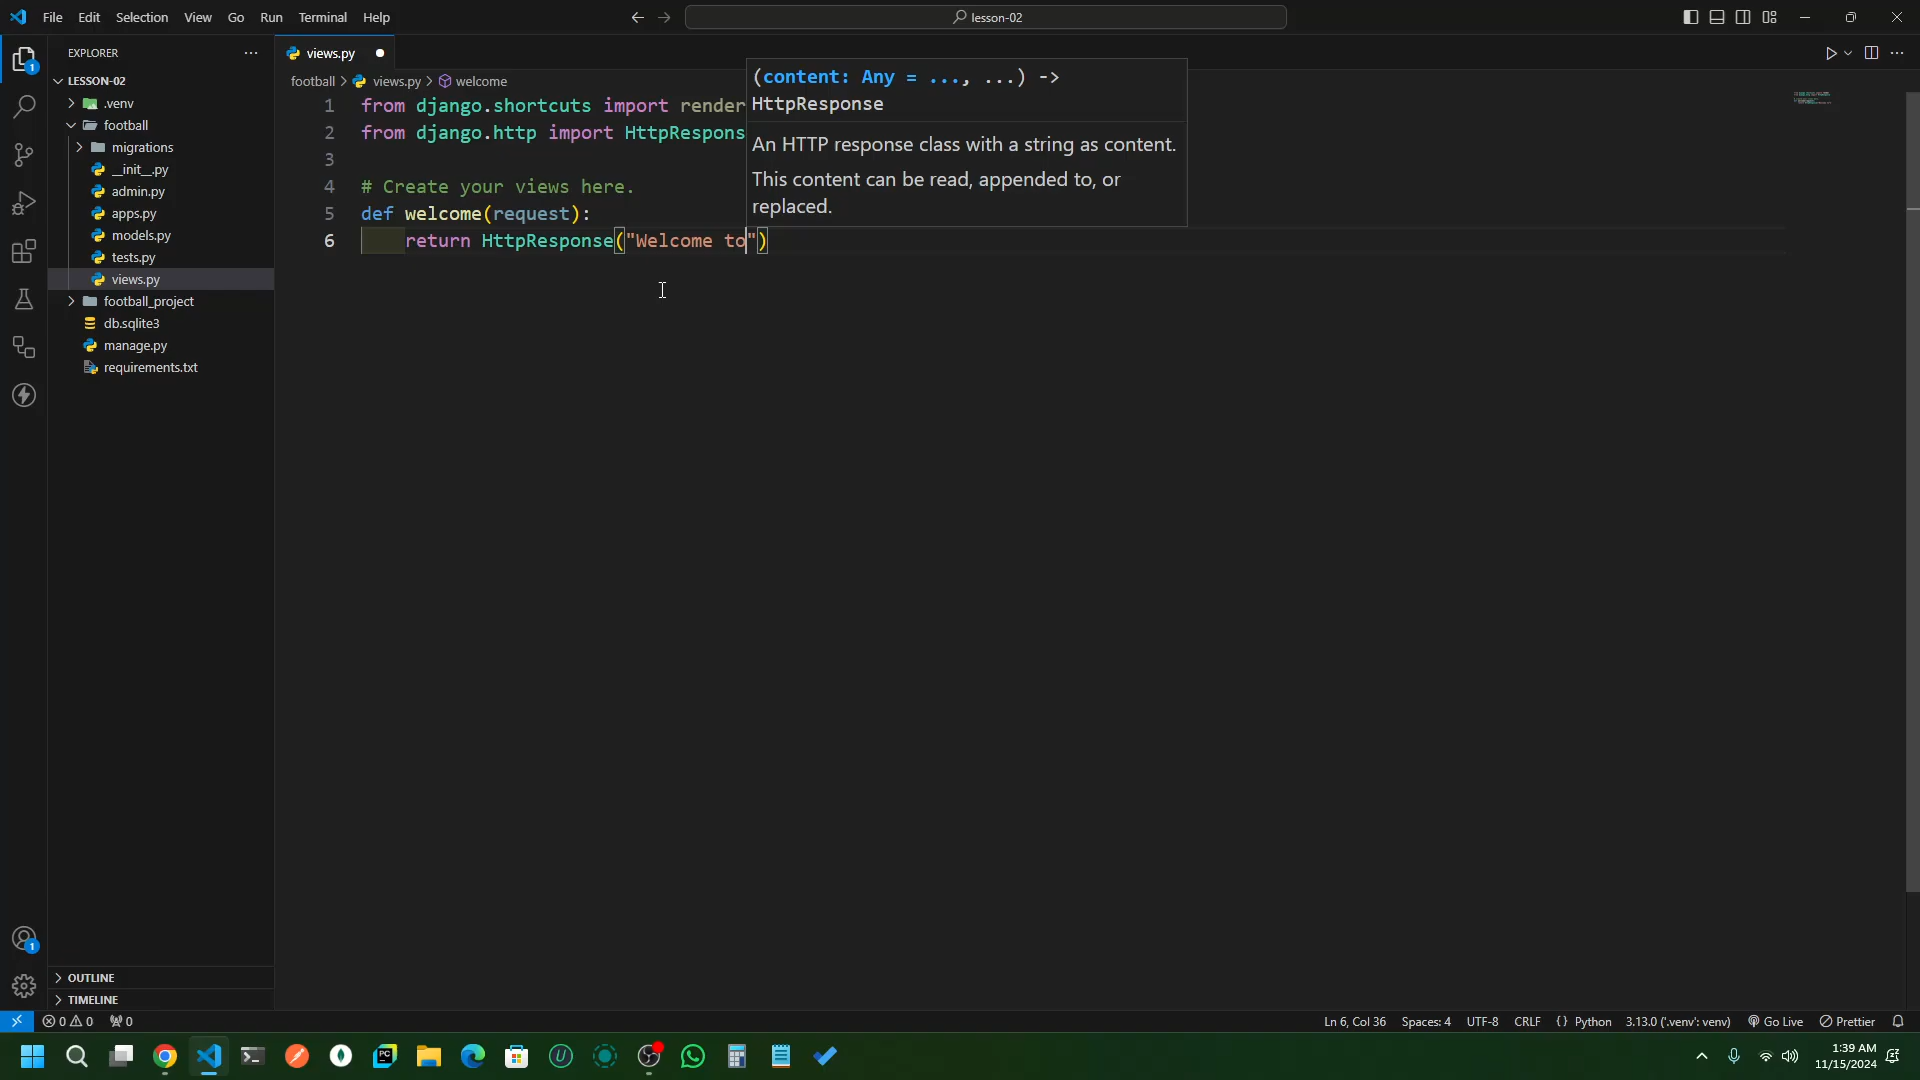 File Edit Selection View Go Run Terminal Help
lesson-02
EXPLORER
LESSON-02
.venv
football
migrations
__init__.py
admin.py
apps.py
models.py
tests.py
views.py
football_project
db.sqlite3
manage.py
requirements.txt
OUTLINE
TIMELINE
views.py
football > views.py > welcome
1 from django.shortcuts import render
2 from django.http import HttpRespons
3
4 # Create your views here.
5 def welcome(request):
6 return HttpResponse("Welcome to")
(content: Any = ..., ...) ->
HttpResponse
An HTTP response class with a string as content.
This content can be read, appended to, or
replaced.
1
1
0 0 0
Ln 6, Col 36 Spaces: 4 UTF-8 CRLF {} Python 3.13.0 ('.venv': venv) Go Live Prettier
PC
U
1:39 AM
11/15/2024